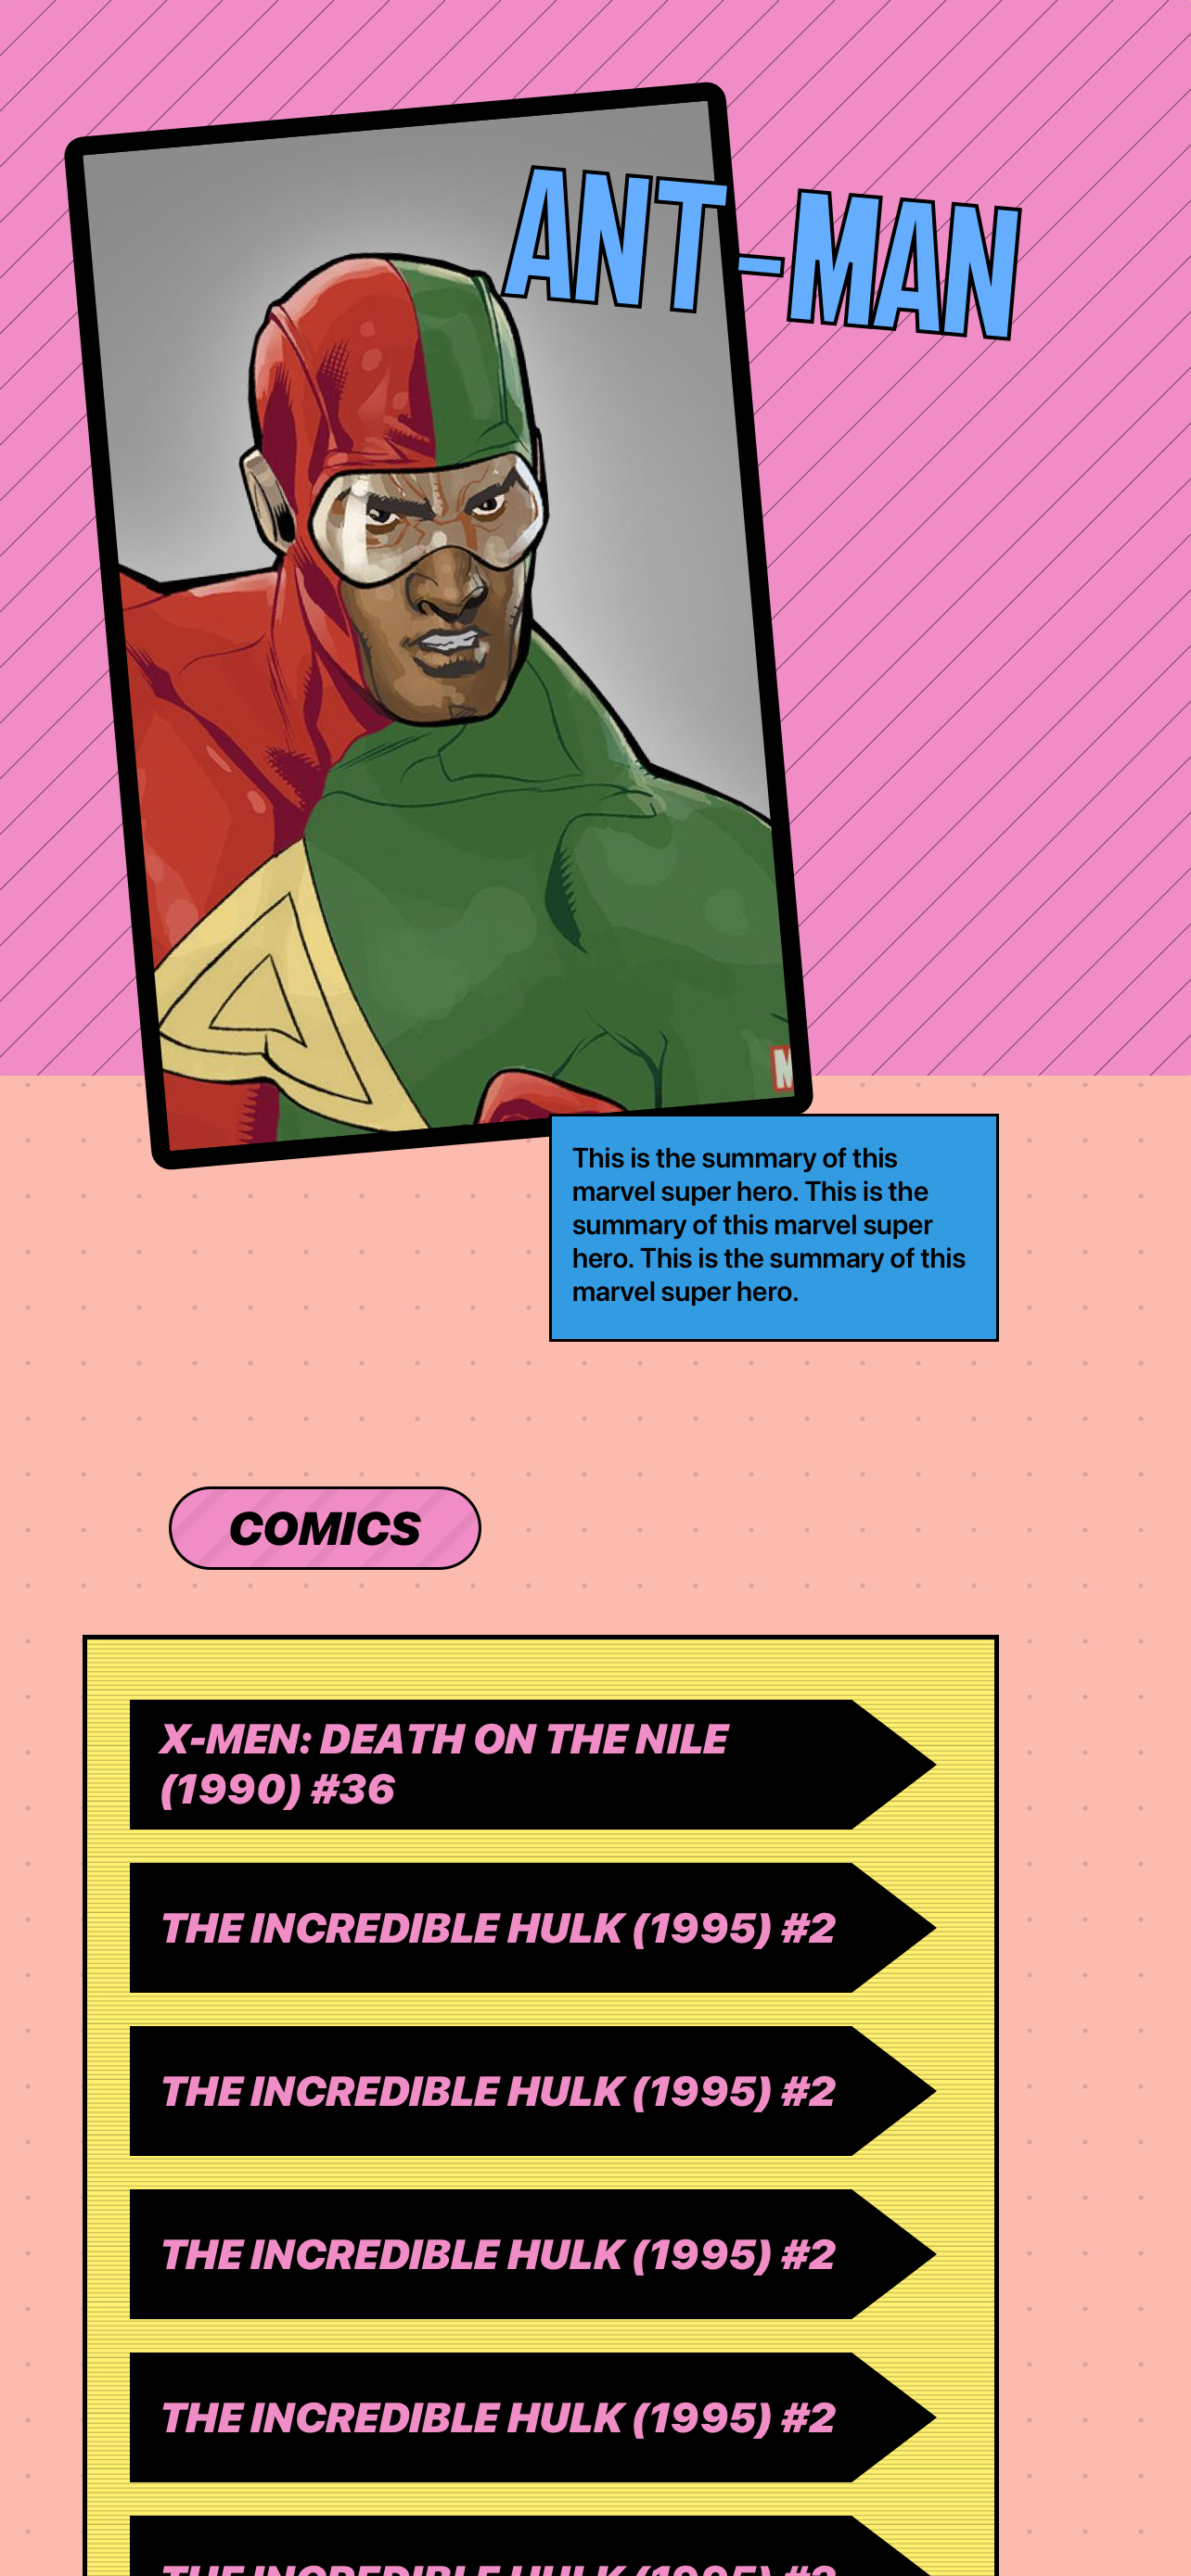 ANT-MAN
M
This is the summary of this
marvel super hero. This is the
summary of this marvel super
hero. This is the summary of this
marvel super hero.
COMICS
X-MEN: DEATH ON THE NILE
(1990) #36
THE INCREDIBLE HULK (1995) #2
THE INCREDIBLE HULK (1995) #2
THE INCREDIBLE HULK (1995) #2
THE INCREDIBLE HULK (1995) #2